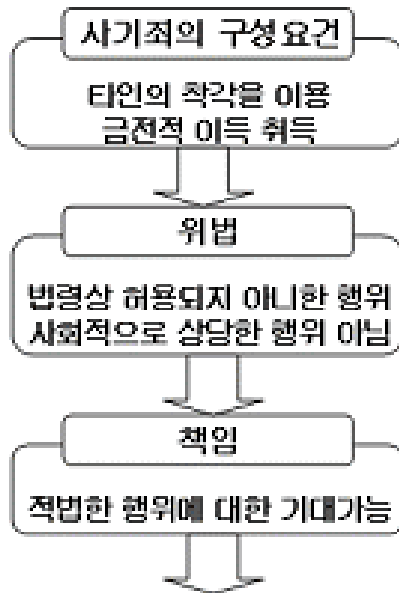 사기죄의 구성요건
타인의 착각을 이용
금전적 이득 취득
위법
법령상 허용되지 아니한 행위
사회적으로 상당한 행위 아님
책임
적법한 행위에 대한 기대가능